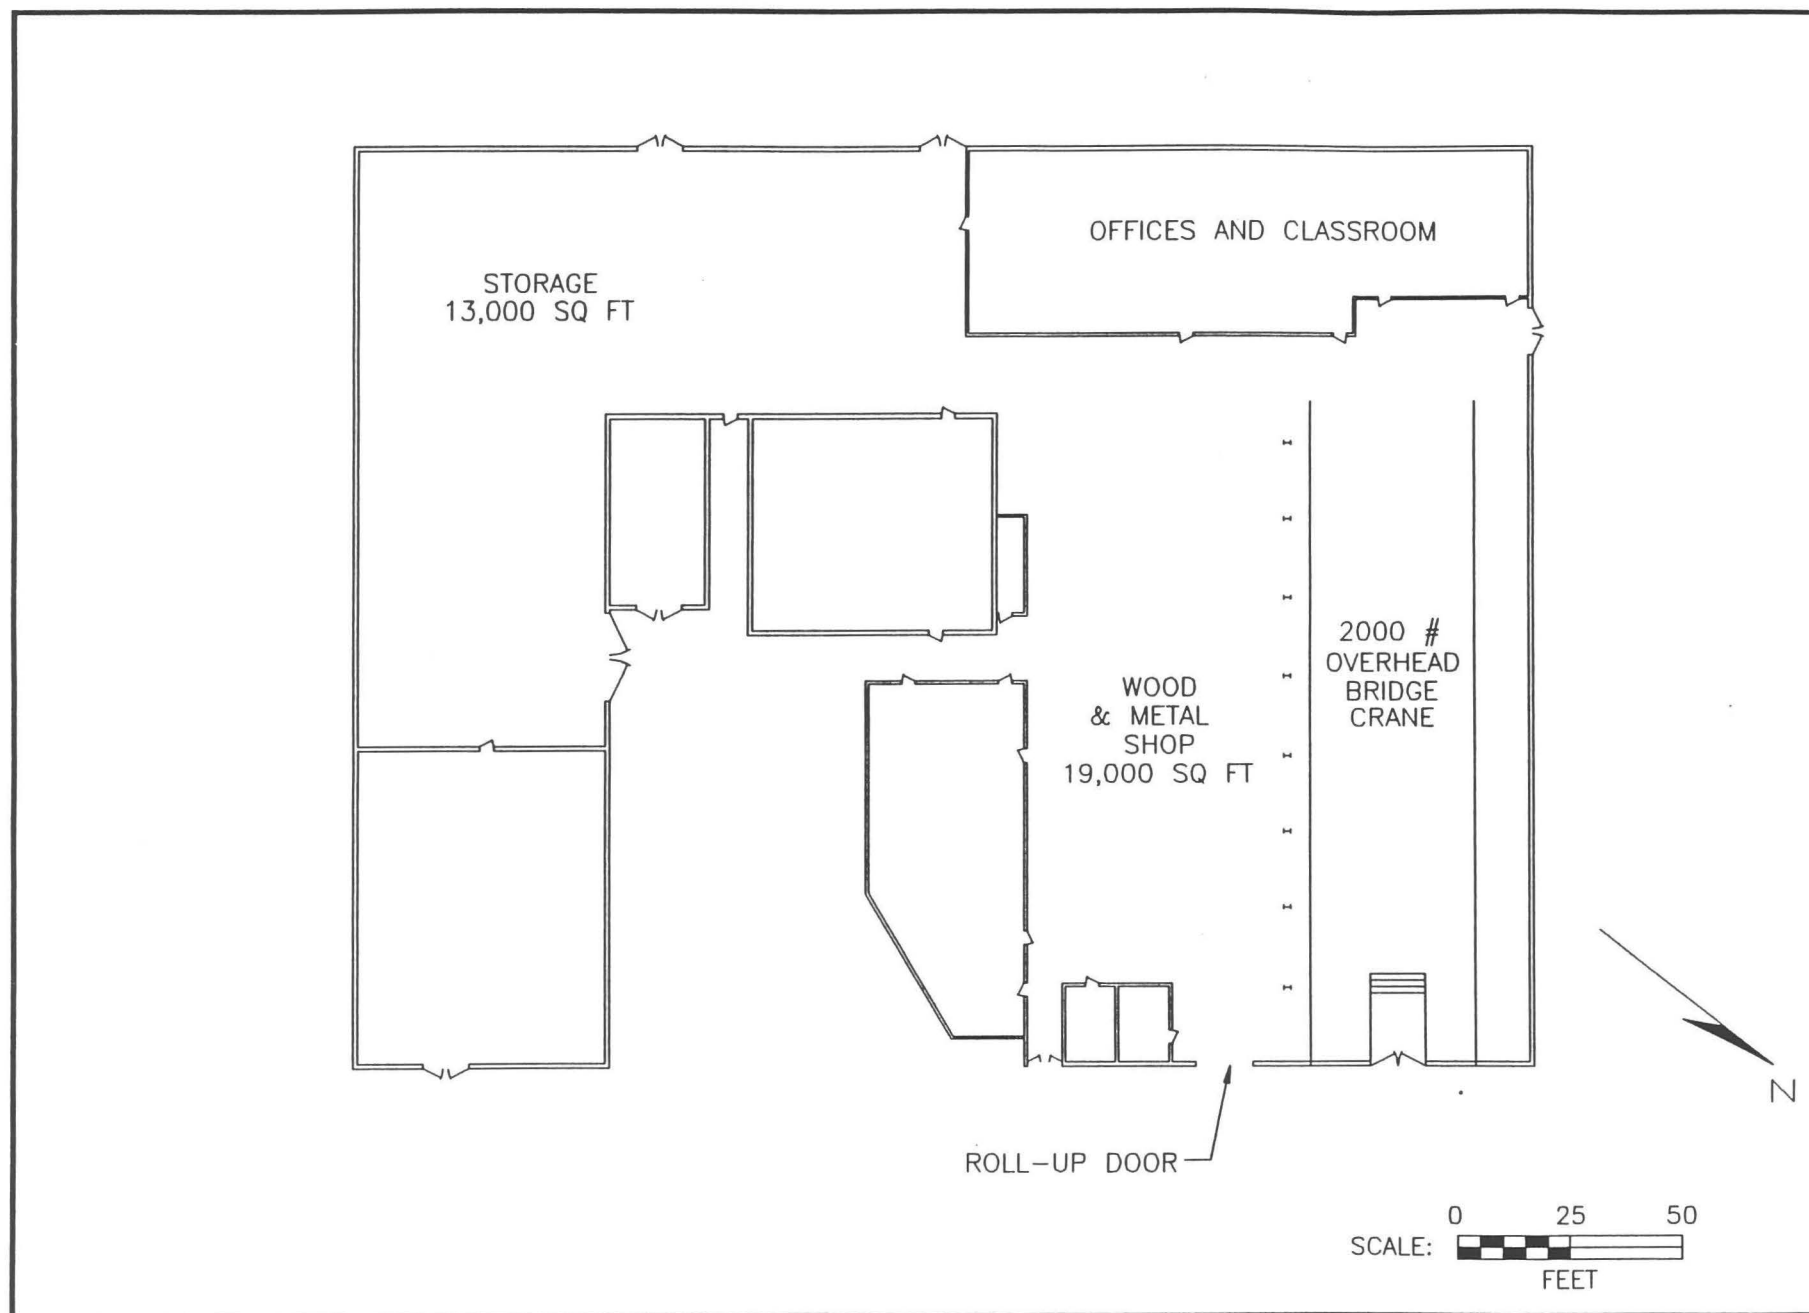 OFFICES AND CLASSROOM
STORAGE
13,000 SQ FT
2000 #
OVERHEAD
BRIDGE
CRANE
WOOD
& METAL
SHOP
19,000 SQ FT
N
ROLL-UP DOOR
0 25 50
SCALE:
FEET